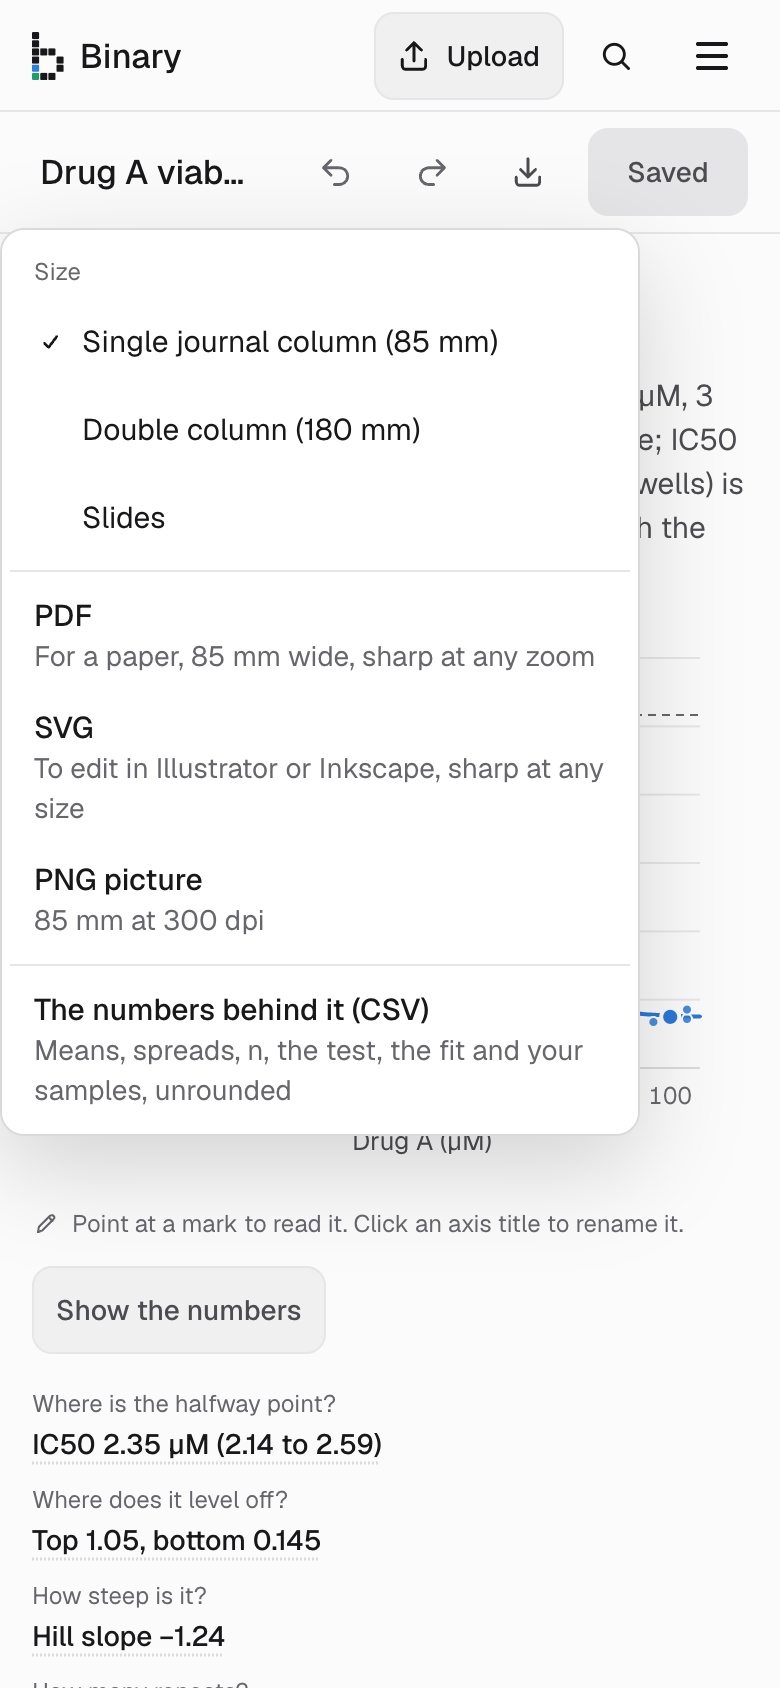 Binary
Upload
Drug A viab...
Saved
Size
Single journal column (85 mm)
Double column (180 mm)
Slides
PDF
For a paper, 85 mm wide, sharp at any zoom
SVG
To edit in Illustrator or Inkscape, sharp at any
size
PNG picture
85 mm at 300 dpi
The numbers behind it (CSV)
Means, spreads, n, the test, the fit and your
samples, unrounded
µM, 3
e; IC50
wells) is
h the
100
Drug A (µM)
Point at a mark to read it. Click an axis title to rename it.
Show the numbers
Where is the halfway point?
IC50 2.35 µM (2.14 to 2.59)
Where does it level off?
Top 1.05, bottom 0.145
How steep is it?
Hill slope −1.24